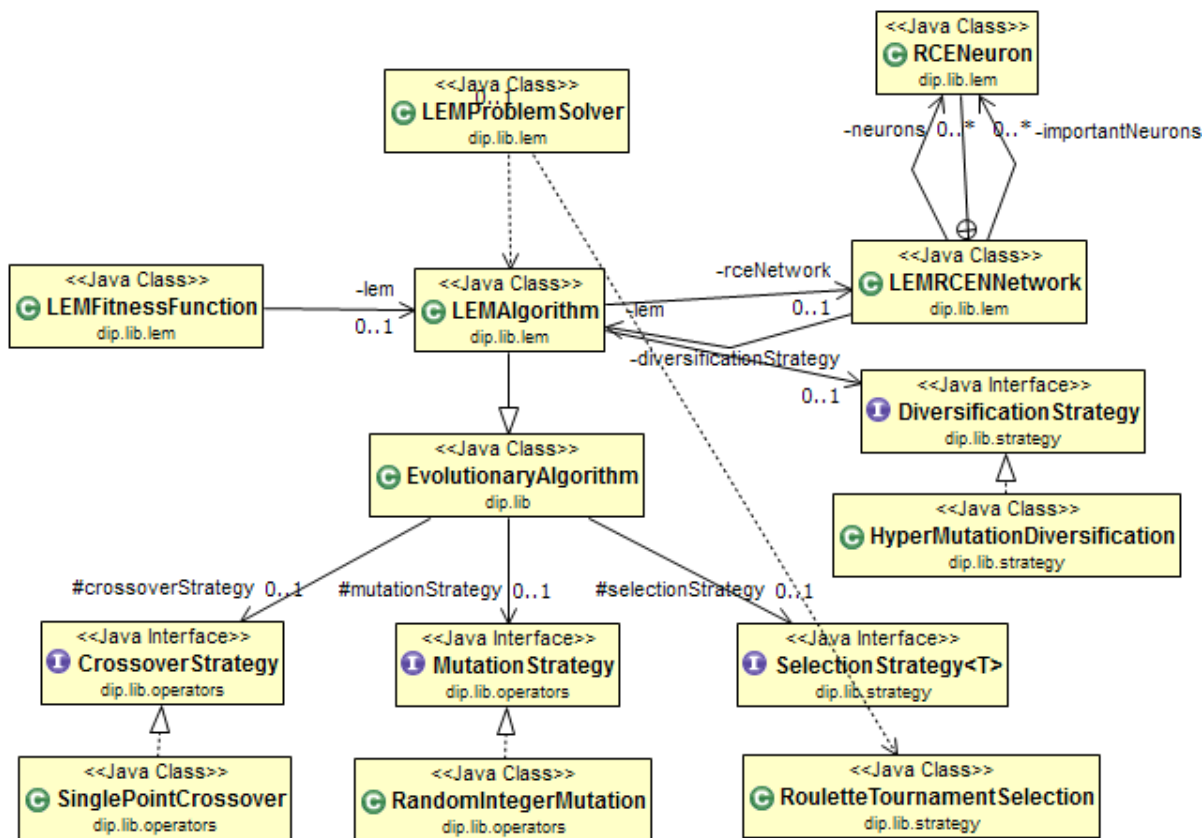 <<Java Class>>
RCENeuron
dip.lib.lem
<<Java Class>>
0..1
LEMProblemSolver
dip.lib.lem
-neurons 0..* 0..* -importantNeurons
<<Java Class>>
LEMFitnessFunction
dip.lib.lem
-lem
0..1
<<Java Class>>
LEMAlgorithm
dip.lib.lem
-rceNetwork
0..1
-lem
<<Java Class>>
LEMRCENNetwork
dip.lib.lem
-diversificationStrategy
0..1
<<Java Interface>>
DiversificationStrategy
dip.lib.strategy
<<Java Class>>
EvolutionaryAlgorithm
dip.lib
<<Java Class>>
HyperMutationDiversification
dip.lib.strategy
#crossoverStrategy 0..1
#mutationStrategy 0..1
#selectionStrategy 0..1
<<Java Interface>>
CrossoverStrategy
dip.lib.operators
<<Java Interface>>
MutationStrategy
dip.lib.operators
<<Java Interface>>
SelectionStrategy<T>
dip.lib.strategy
<<Java Class>>
SinglePointCrossover
dip.lib.operators
<<Java Class>>
RandomIntegerMutation
dip.lib.operators
<<Java Class>>
RouletteTournamentSelection
dip.lib.strategy